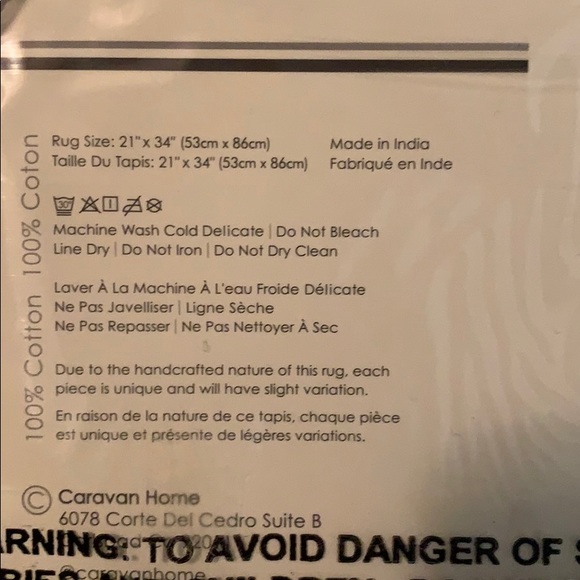 Rug Size: 21" x 34" (53cm x 86cm) Made in India
Taille Du Tapis: 21" x 34" (53cm x 86cm) Fabriqué en Inde
100% Cotton 100% Coton
30°
Machine Wash Cold Delicate | Do Not Bleach
Line Dry | Do Not Iron | Do Not Dry Clean
Laver À La Machine À L'eau Froide Délicate
Ne Pas Javelliser | Ligne Sèche
Ne Pas Repasser | Ne Pas Nettoyer À Sec
Due to the handcrafted nature of this rug, each
piece is unique and will have slight variation.
En raison de la nature de ce tapis, chaque pièce
est unique et présente de légères variations.
© Caravan Home
6078 Corte Del Cedro Suite B
ARNING: TO AVOID DANGER OF S
@caravanhome